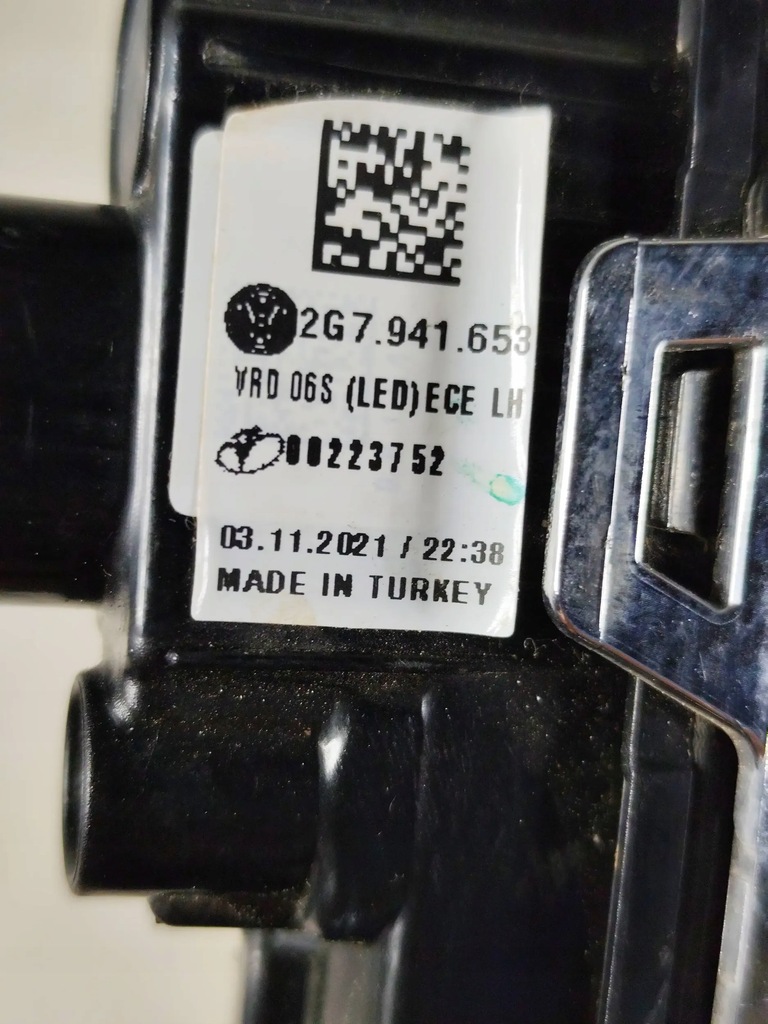 2G7.941.653
VRD 06S (LED)ECE LH
00223752
03.11.2021 / 22:38
MADE IN TURKEY